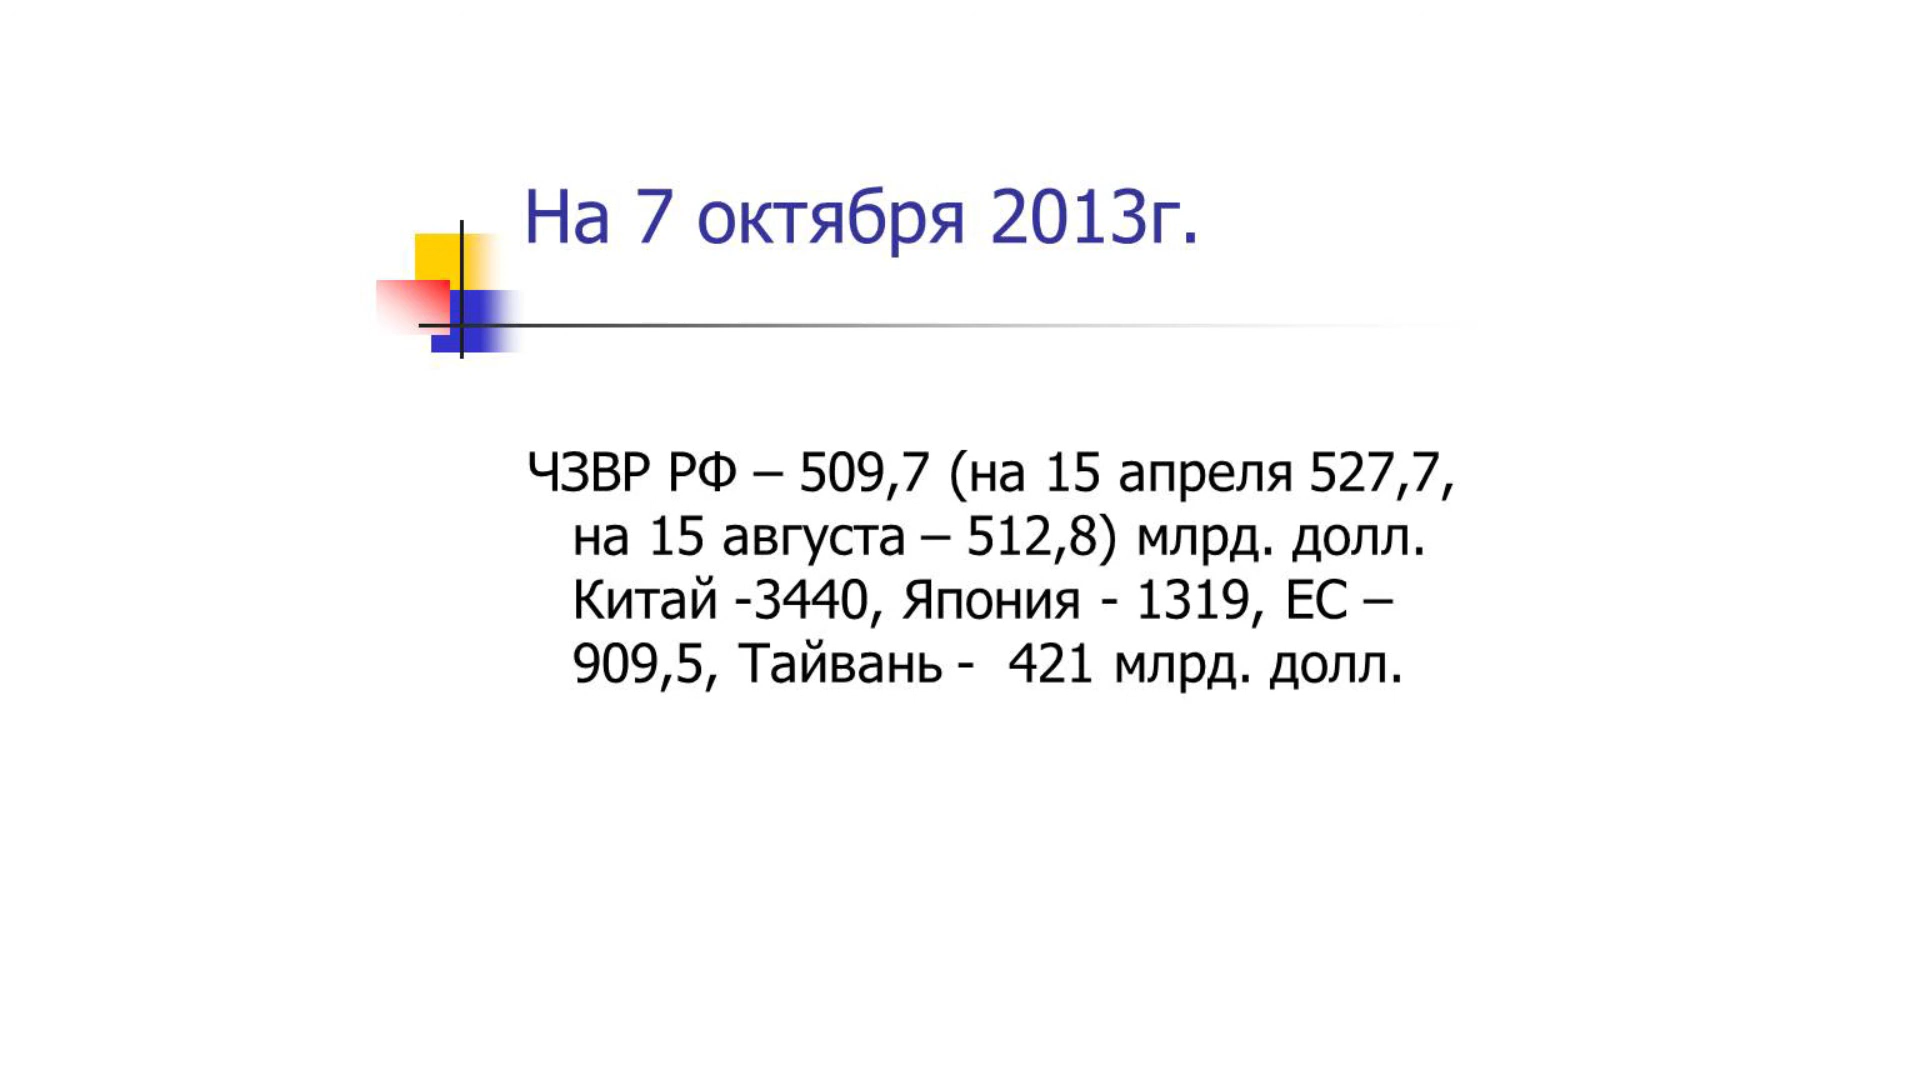 На 7 октября 2013г.
ЧЗВР РФ – 509,7 (на 15 апреля 527,7,
на 15 августа – 512,8) млрд. долл.
Китай -3440, Япония - 1319, ЕС –
909,5, Тайвань -  421 млрд. долл.